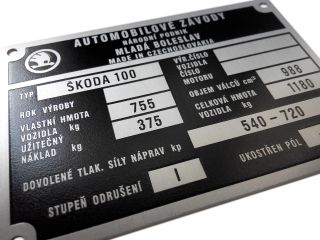 AUTOMOBILOVÉ ZÁVODY
NÁRODNÍ PODNIK
MLADÁ BOLESLAV
MADE IN CZECHOSLOVAKIA
TYP ŠKODA 100
VÝR. ČÍSLO
VOZIDLA
ČÍSLO
MOTORU
ROK VÝROBY
OBJEM VÁLCŮ cm³ 988
VLASTNÍ HMOTA
VOZIDLA kg 755
CELKOVÁ HMOTA
VOZIDLA kg 1180
UŽITEČNÝ
NÁKLAD kg 375
DOVOLENÉ TLAK. SÍLY NÁPRAV kp 540-720
STUPEŇ ODRUŠENÍ I
UKOSTŘEN PÓL